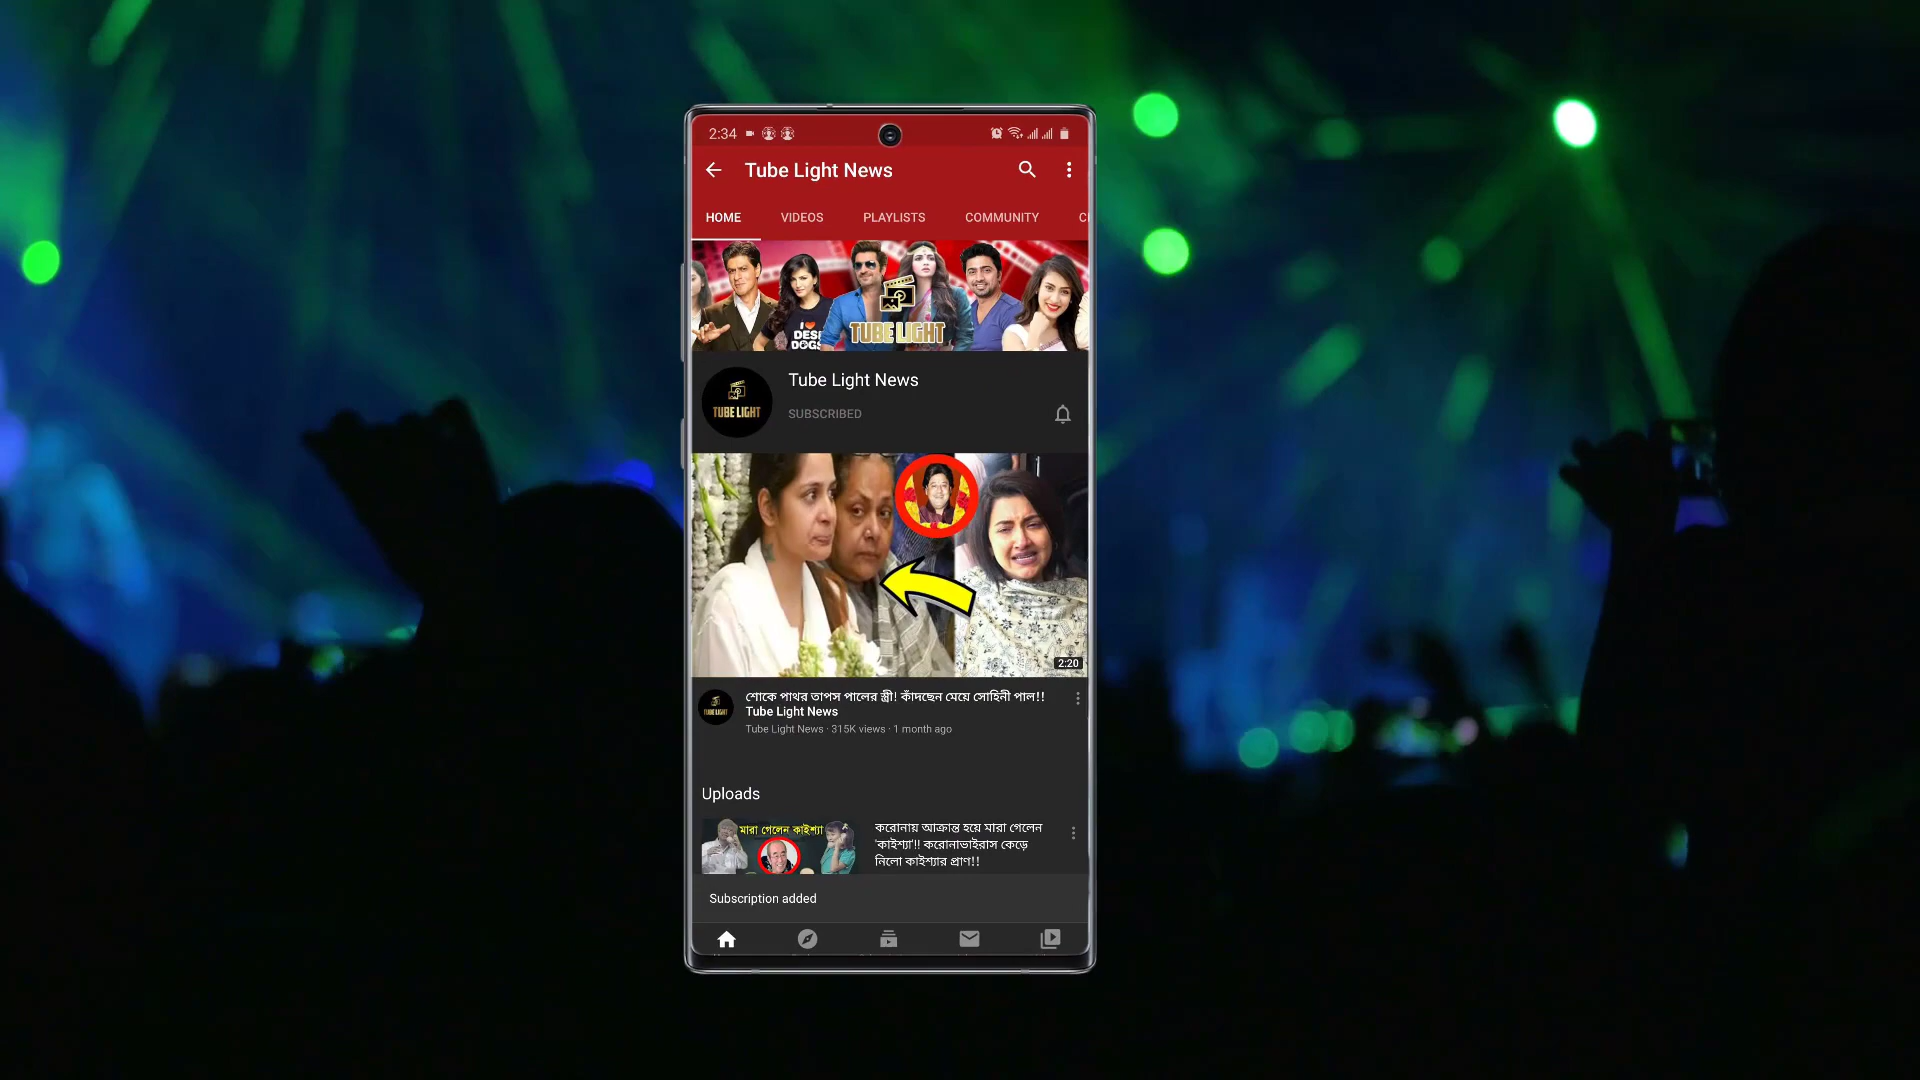 2:34
Tube Light News
HOME VIDEOS PLAYLISTS COMMUNITY
I
DESI
DOGS
TUBE LIGHT
TUBE LIGHT
Tube Light News
SUBSCRIBED
2:20
TUBE LIGHT
শোকে পাথর তাপস পালের স্ত্রী! কাঁদছেন মেয়ে সোহিনী পাল!!
Tube Light News
Tube Light News · 315K views · 1 month ago
Uploads
মারা গেলেন কাইশ্যা
করোনায় আক্রান্ত হয়ে মারা গেলেন
'কাইশ্যা'!! করোনাভাইরাস কেড়ে
নিলো কাইশ্যার প্রাণ!!
Subscription added